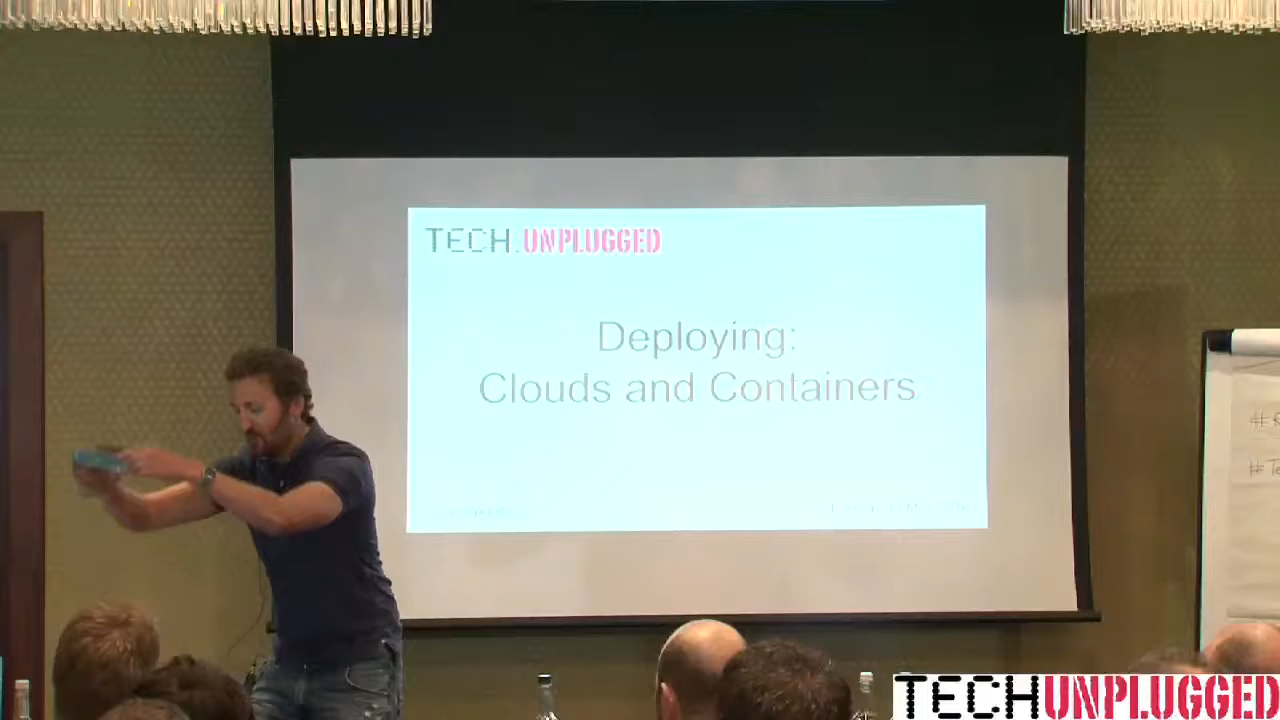 TECH.UNPLUGGED
Deploying:
Clouds and Containers
#
#
TECHUNPLUGGED